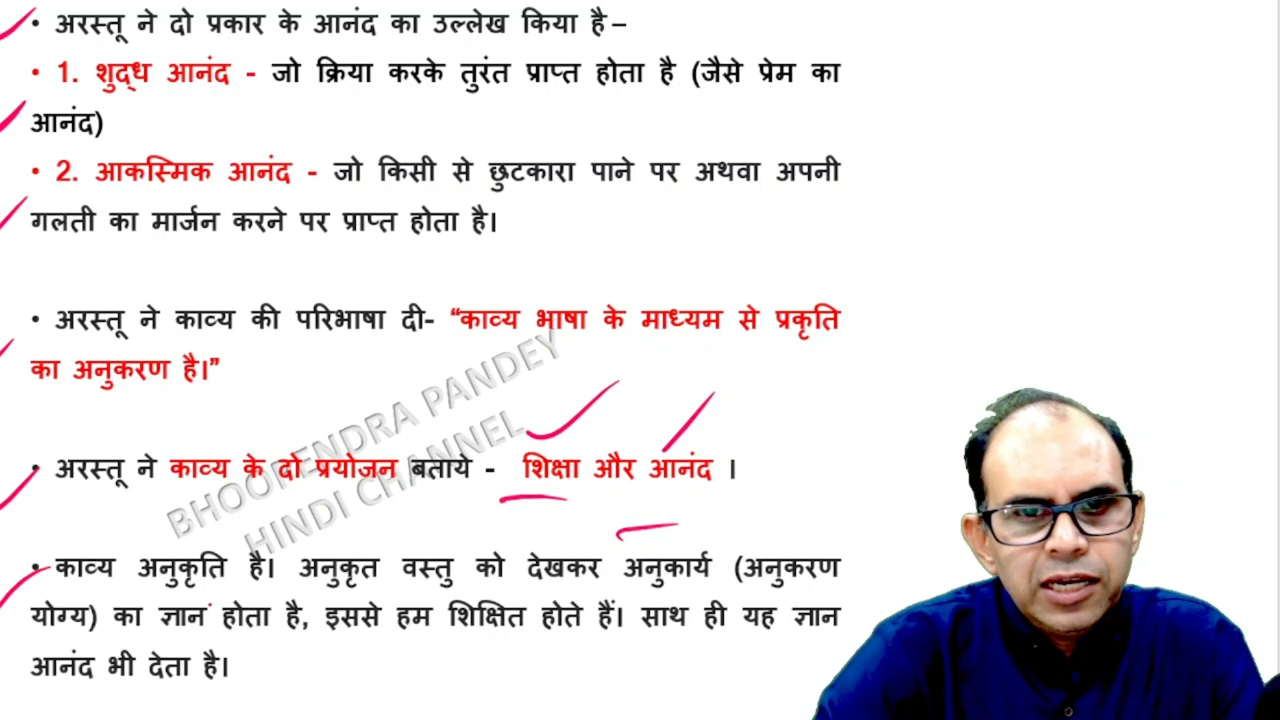 • अरस्तू ने दो प्रकार के आनंद का उल्लेख किया है –
• 1. शुद्ध आनंद - जो क्रिया करके तुरंत प्राप्त होता है (जैसे प्रेम का
आनंद)
• 2. आकस्मिक आनंद - जो किसी से छुटकारा पाने पर अथवा अपनी
गलती का मार्जन करने पर प्राप्त होता है।
• अरस्तू ने काव्य की परिभाषा दी- “काव्य भाषा के माध्यम से प्रकृति
का अनुकरण है।”
BHOOPENDRA PANDEY
HINDI CHANNEL
• अरस्तू ने काव्य के दो प्रयोजन बताये - शिक्षा और आनंद ।
• काव्य अनुकृति है। अनुकृत वस्तु को देखकर अनुकार्य (अनुकरण
योग्य) का ज्ञान होता है, इससे हम शिक्षित होते हैं। साथ ही यह ज्ञान
आनंद भी देता है।